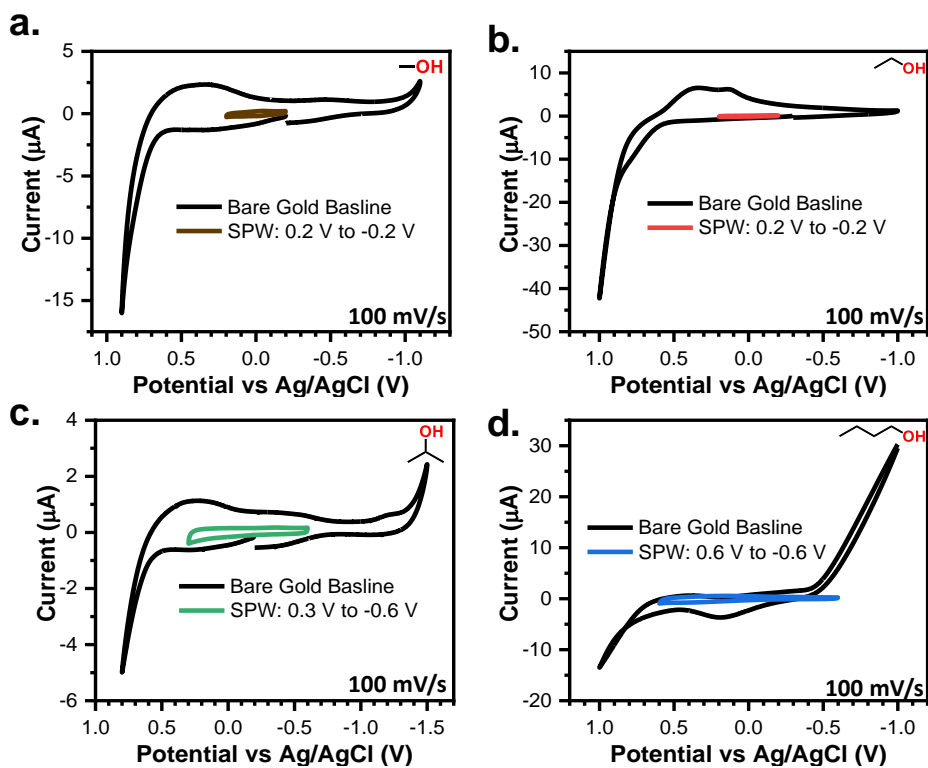 a.
OH
5
0
-5
-10
-15
Current (µA)
Bare Gold Basline
SPW: 0.2 V to -0.2 V
100 mV/s
1.0 0.5 0.0 -0.5 -1.0
Potential vs Ag/AgCl (V)
b.
OH
10
0
-10
-20
-30
-40
-50
Current (µA)
Bare Gold Basline
SPW: 0.2 V to -0.2 V
100 mV/s
1.0 0.5 0.0 -0.5 -1.0
Potential vs Ag/AgCl (V)
c.
OH
4
2
0
-2
-4
-6
Current (µA)
Bare Gold Basline
SPW: 0.3 V to -0.6 V
100 mV/s
1.0 0.5 0.0 -0.5 -1.0 -1.5
Potential vs Ag/AgCl (V)
d.
OH
30
20
10
0
-10
-20
Current (µA)
Bare Gold Basline
SPW: 0.6 V to -0.6 V
100 mV/s
1.0 0.5 0.0 -0.5 -1.0
Potential vs Ag/AgCl (V)